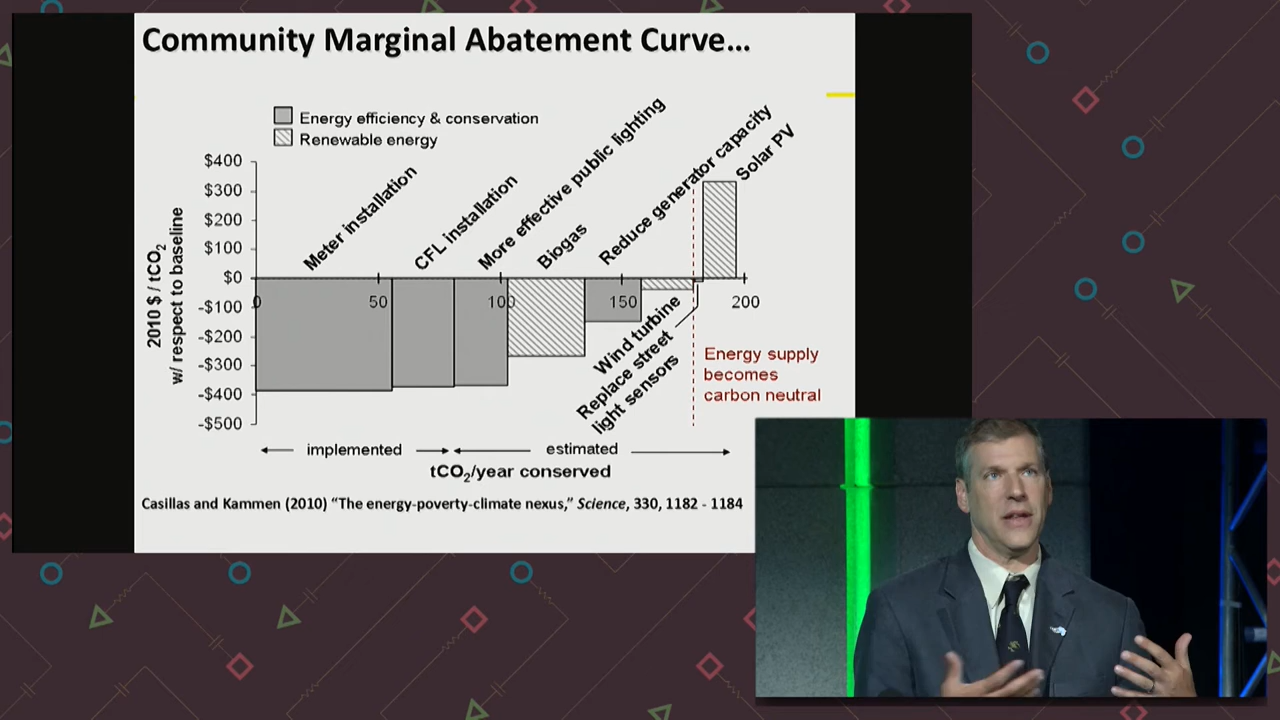 Community Marginal Abatement Curve...
Energy efficiency & conservation
Renewable energy
$400
$300
$200
$100
$0
-$100
-$200
-$300
-$400
-$500
2010 $ / tCO2
w/ respect to baseline
Meter installation
CFL installation
More effective public lighting
Biogas
Reduce generator capacity
Solar PV
0
50
100
150
200
Wind turbine
Replace street
light sensors
Energy supply
becomes
carbon neutral
implemented
estimated
tCO2/year conserved
Casillas and Kammen (2010) “The energy-poverty-climate nexus,” Science, 330, 1182 - 1184